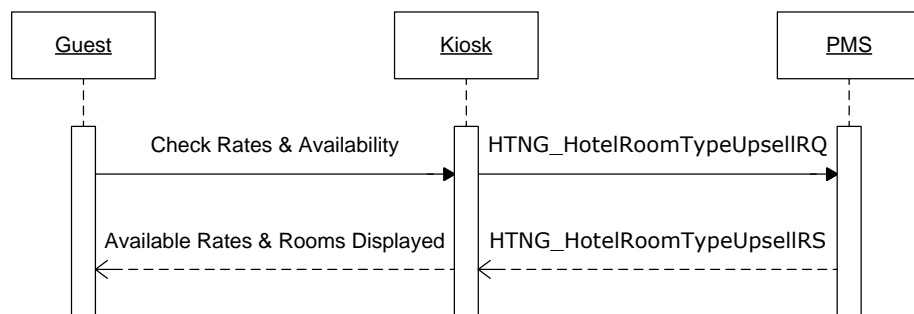 Guest
Kiosk
PMS
Check Rates & Availability
HTNG_HotelRoomTypeUpsellRQ
Available Rates & Rooms Displayed
HTNG_HotelRoomTypeUpsellRS